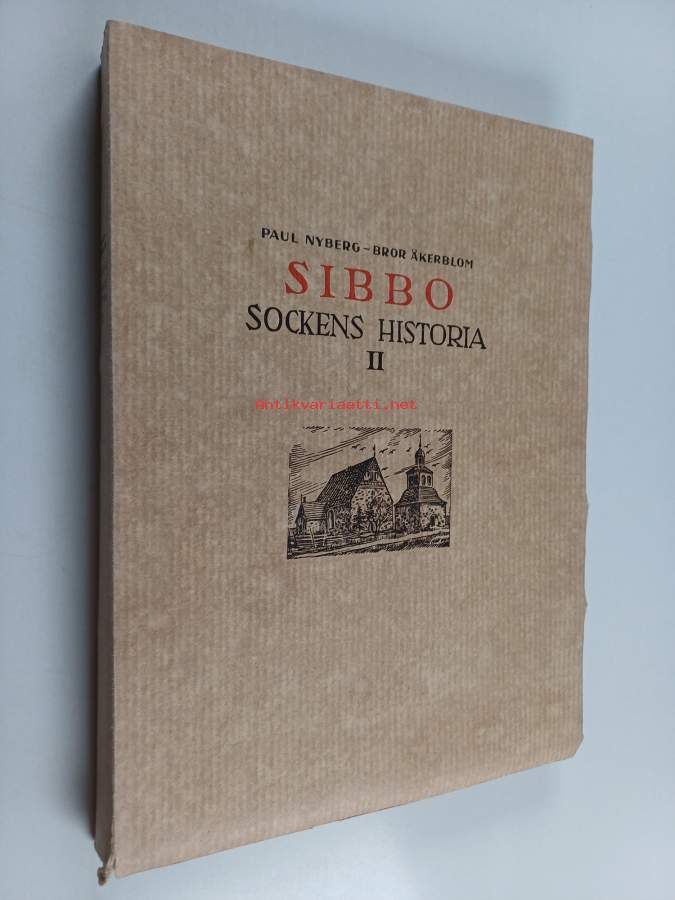 PAUL NYBERG – BROR ÅKERBLOM
SIBBO
SOCKENS HISTORIA
II
antikvariaatti.net